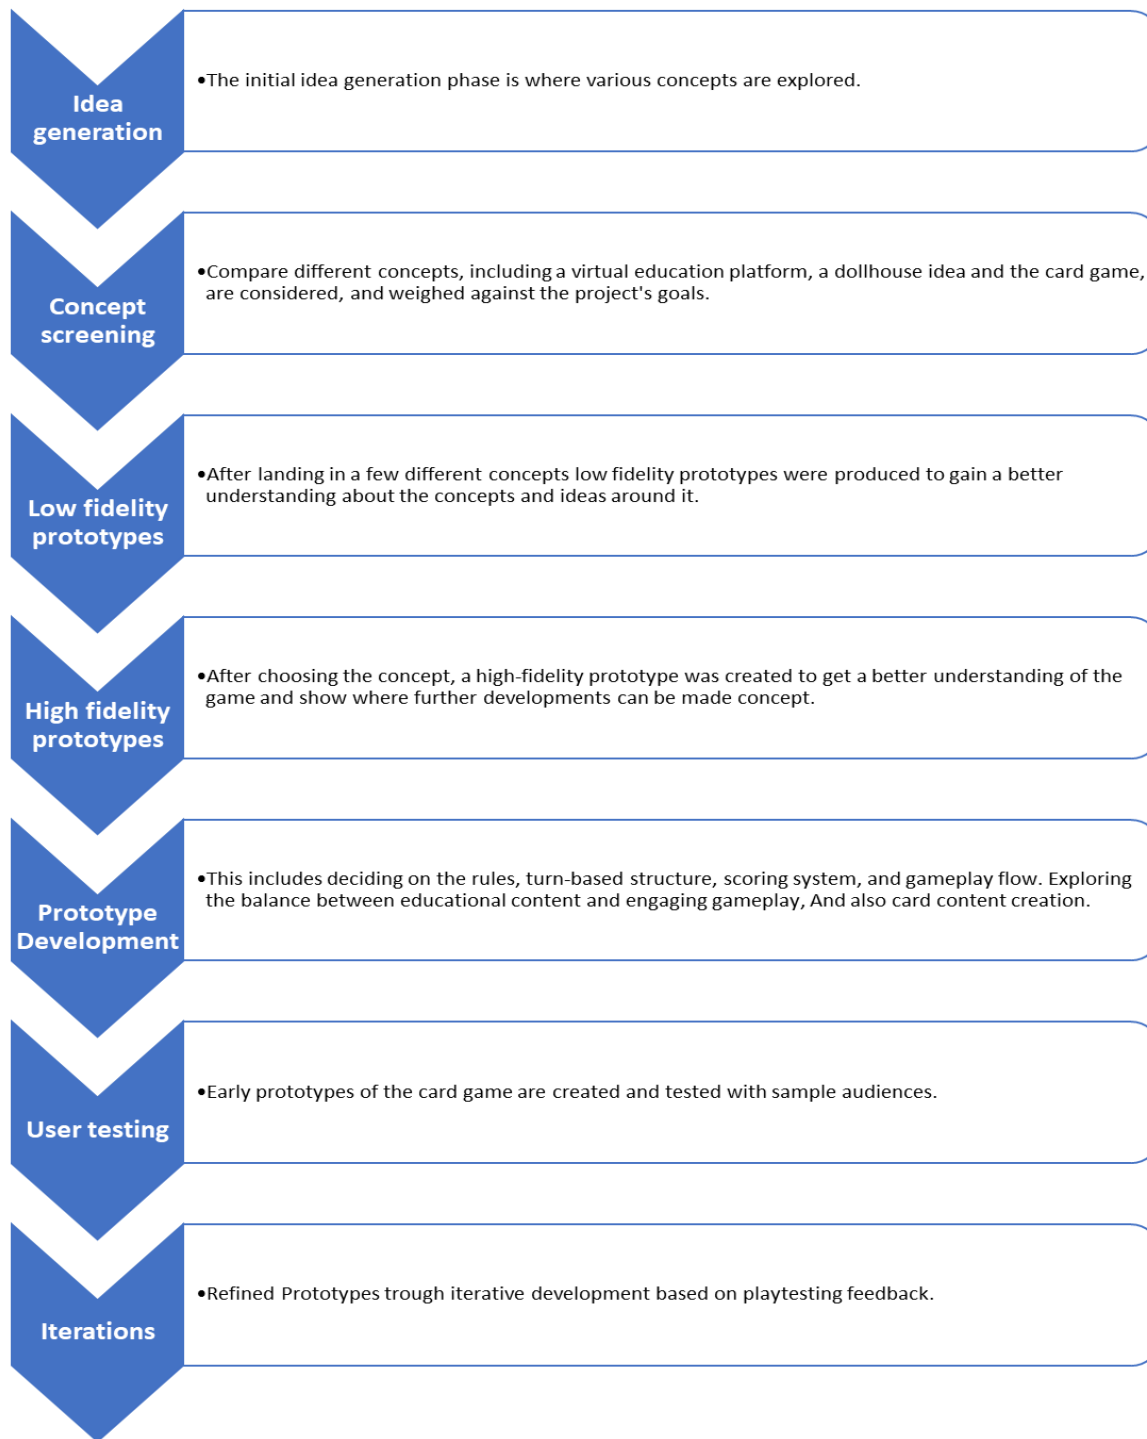 Idea
generation
•The initial idea generation phase is where various concepts are explored.
Concept
screening
•Compare different concepts, including a virtual education platform, a dollhouse idea and the card game,
are considered, and weighed against the project's goals.
Low fidelity
prototypes
•After landing in a few different concepts low fidelity prototypes were produced to gain a better
understanding about the concepts and ideas around it.
High fidelity
prototypes
•After choosing the concept, a high-fidelity prototype was created to get a better understanding of the
game and show where further developments can be made concept.
Prototype
Development
•This includes deciding on the rules, turn-based structure, scoring system, and gameplay flow. Exploring
the balance between educational content and engaging gameplay, And also card content creation.
User testing
•Early prototypes of the card game are created and tested with sample audiences.
Iterations
•Refined Prototypes trough iterative development based on playtesting feedback.